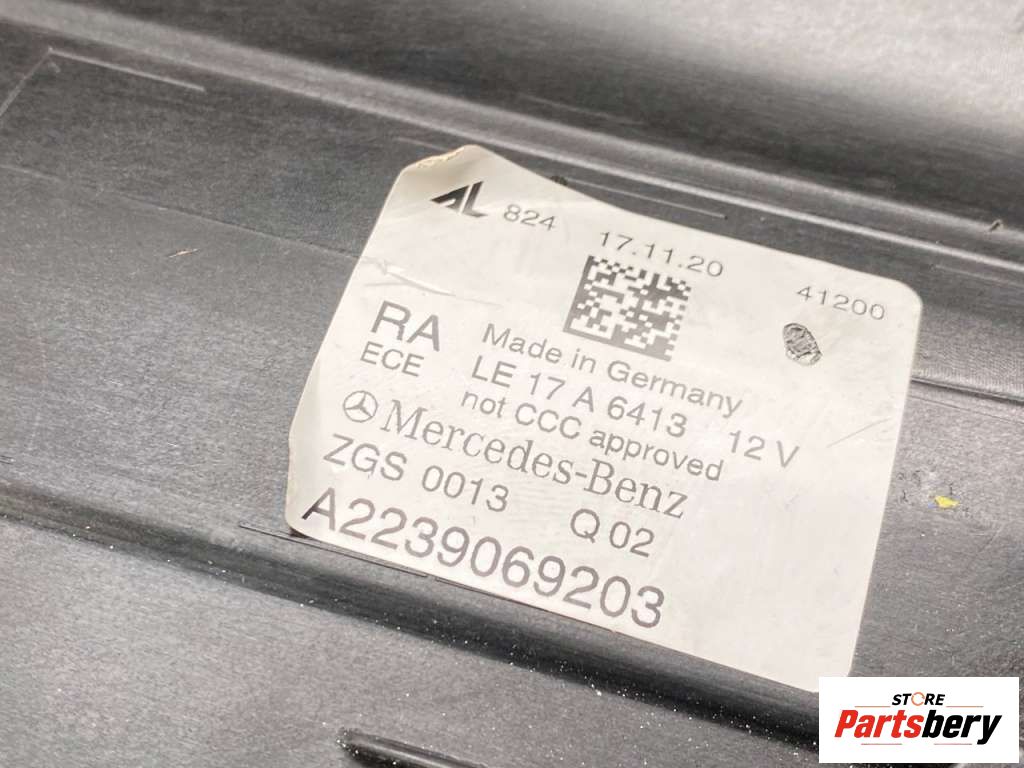 AL 824 17.11.20 41200
RA Made in Germany
ECE LE 17 A 6413 12 V
not CCC approved
Mercedes-Benz
ZGS 0013 Q 02
A2239069203
STORE
Partsbery